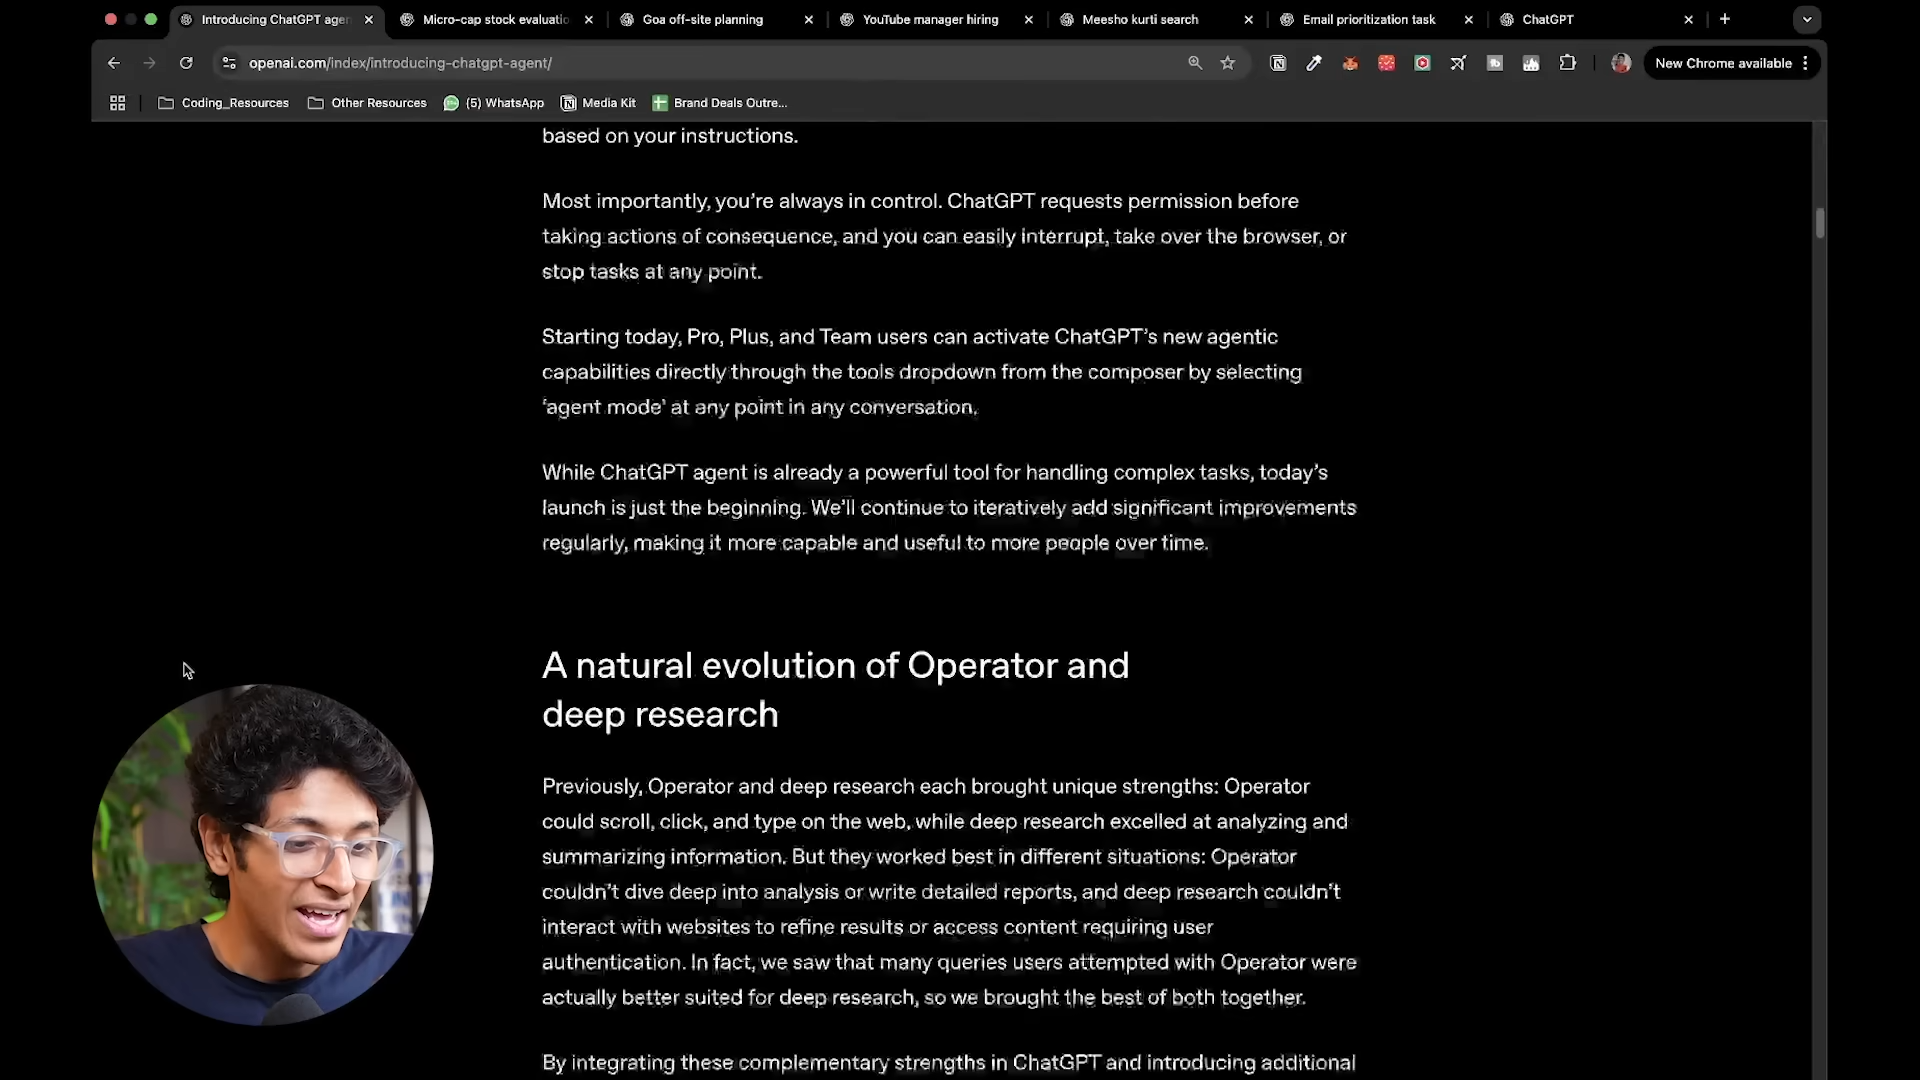 Introducing ChatGPT agen
Micro-cap stock evaluatio
Goa off-site planning
YouTube manager hiring
Meesho kurti search
Email prioritization task
ChatGPT
openai.com/index/introducing-chatgpt-agent/
New Chrome available
Coding_Resources
Other Resources
(5) WhatsApp
Media Kit
Brand Deals Outre...
based on your instructions.
Most importantly, you’re always in control. ChatGPT requests permission before
taking actions of consequence, and you can easily interrupt, take over the browser, or
stop tasks at any point.
Starting today, Pro, Plus, and Team users can activate ChatGPT’s new agentic
capabilities directly through the tools dropdown from the composer by selecting
‘agent mode’ at any point in any conversation.
While ChatGPT agent is already a powerful tool for handling complex tasks, today’s
launch is just the beginning. We’ll continue to iteratively add significant improvements
regularly, making it more capable and useful to more people over time.
A natural evolution of Operator and
deep research
Previously, Operator and deep research each brought unique strengths: Operator
could scroll, click, and type on the web, while deep research excelled at analyzing and
summarizing information. But they worked best in different situations: Operator
couldn’t dive deep into analysis or write detailed reports, and deep research couldn’t
interact with websites to refine results or access content requiring user
authentication. In fact, we saw that many queries users attempted with Operator were
actually better suited for deep research, so we brought the best of both together.
By integrating these complementary strengths in ChatGPT and introducing additional